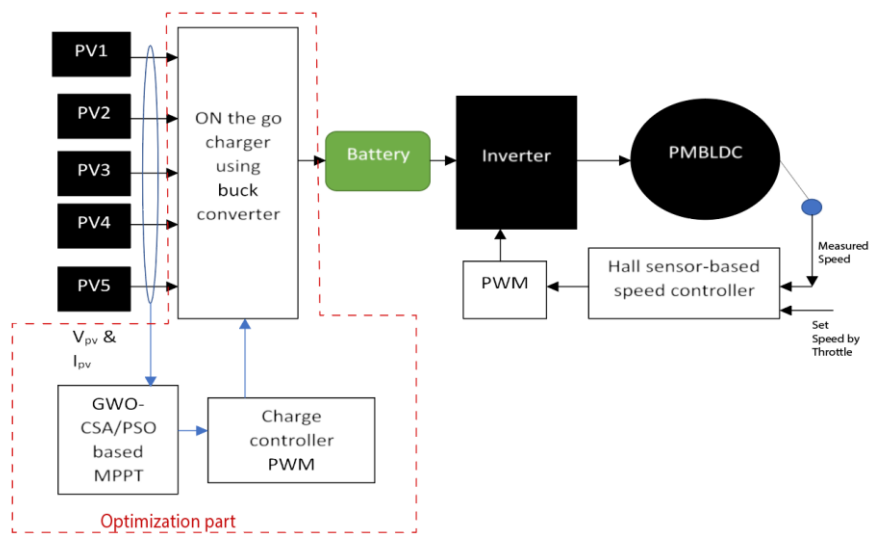 PV1
PV2
PV3
PV4
PV5
ON the go
charger
using
buck
converter
Battery
Inverter
PMBLDC
Measured
Speed
PWM
Hall sensor-based
speed controller
Set
Speed by
Throttle
Vpv &
Ipv
GWO-
CSA/PSO
based
MPPT
Charge
controller
PWM
Optimization part